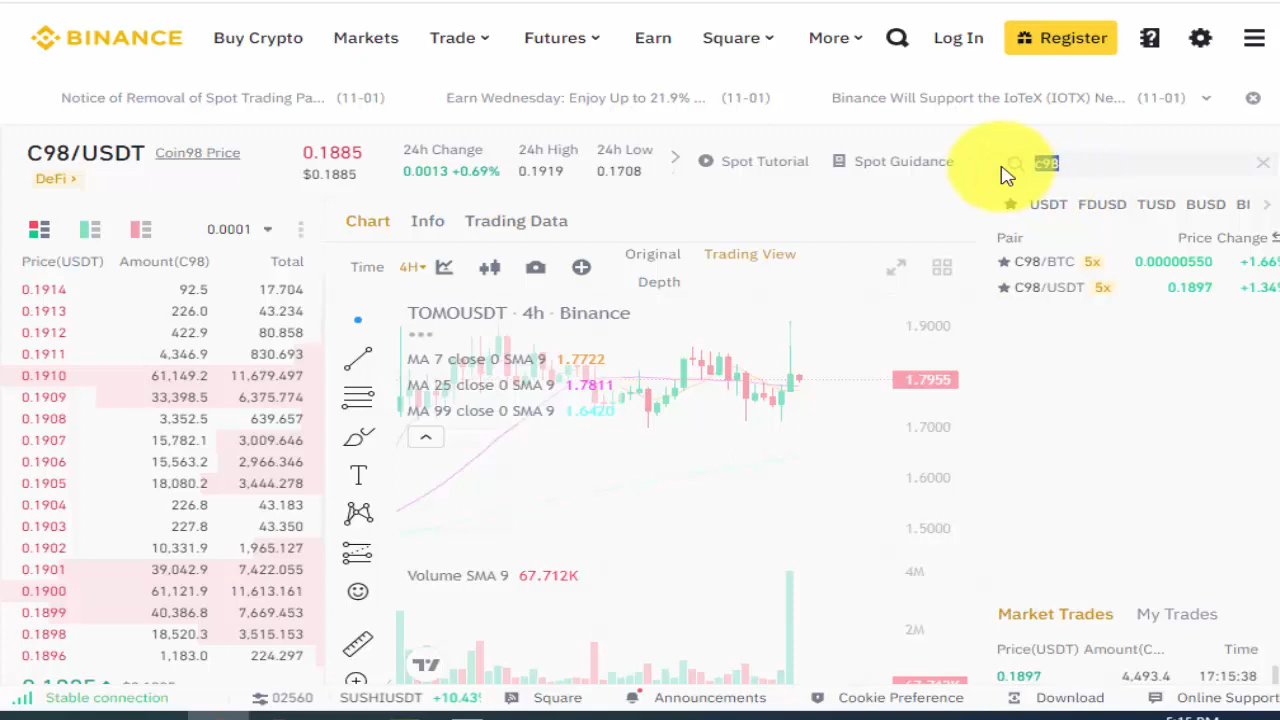 BINANCE Buy Crypto Markets Trade Futures Earn Square More Log In Register
Notice of Removal of Spot Trading Pa... (11-01) Earn Wednesday: Enjoy Up to 21.9% ... (11-01) Binance Will Support the IoTeX (IOTX) Ne... (11-01)
C98/USDT Coin98 Price
DeFi
0.1885
$0.1885
24h Change
0.0013 +0.69%
24h High
0.1919
24h Low
0.1708
Spot Tutorial Spot Guidance
c98
USDT FDUSD TUSD BUSD
Pair Price Change
C98/BTC 5x 0.00000550 +1.66
C98/USDT 5x 0.1897 +1.34
0.0001
Price(USDT) Amount(C98) Total
0.1914 92.5 17.704
0.1913 226.0 43.234
0.1912 422.9 80.858
0.1911 4,346.9 830.693
0.1910 61,149.2 11,679.497
0.1909 33,398.5 6,375.774
0.1908 3,352.5 639.657
0.1907 15,782.1 3,009.646
0.1906 15,563.2 2,966.346
0.1905 18,080.2 3,444.278
0.1904 226.8 43.183
0.1903 227.8 43.350
0.1902 10,331.9 1,965.127
0.1901 39,042.9 7,422.055
0.1900 61,121.9 11,613.161
0.1899 40,386.8 7,669.453
0.1898 18,520.3 3,515.153
0.1896 1,183.0 224.297
Chart Info Trading Data
Time 4H Original Trading View
Depth
TOMOUSDT · 4h · Binance
MA 7 close 0 SMA 9 1.7722
MA 25 close 0 SMA 9 1.7811
MA 99 close 0 SMA 9 1.6420
1.9000
1.7955
1.7000
1.6000
1.5000
Volume SMA 9 67.712K
4M
2M
Market Trades My Trades
Price(USDT) Amount(C... Time
0.1897 4,493.4 17:15:38
Stable connection 02560 SUSHIUSDT +10.43 Square Announcements Cookie Preference Download Online Support